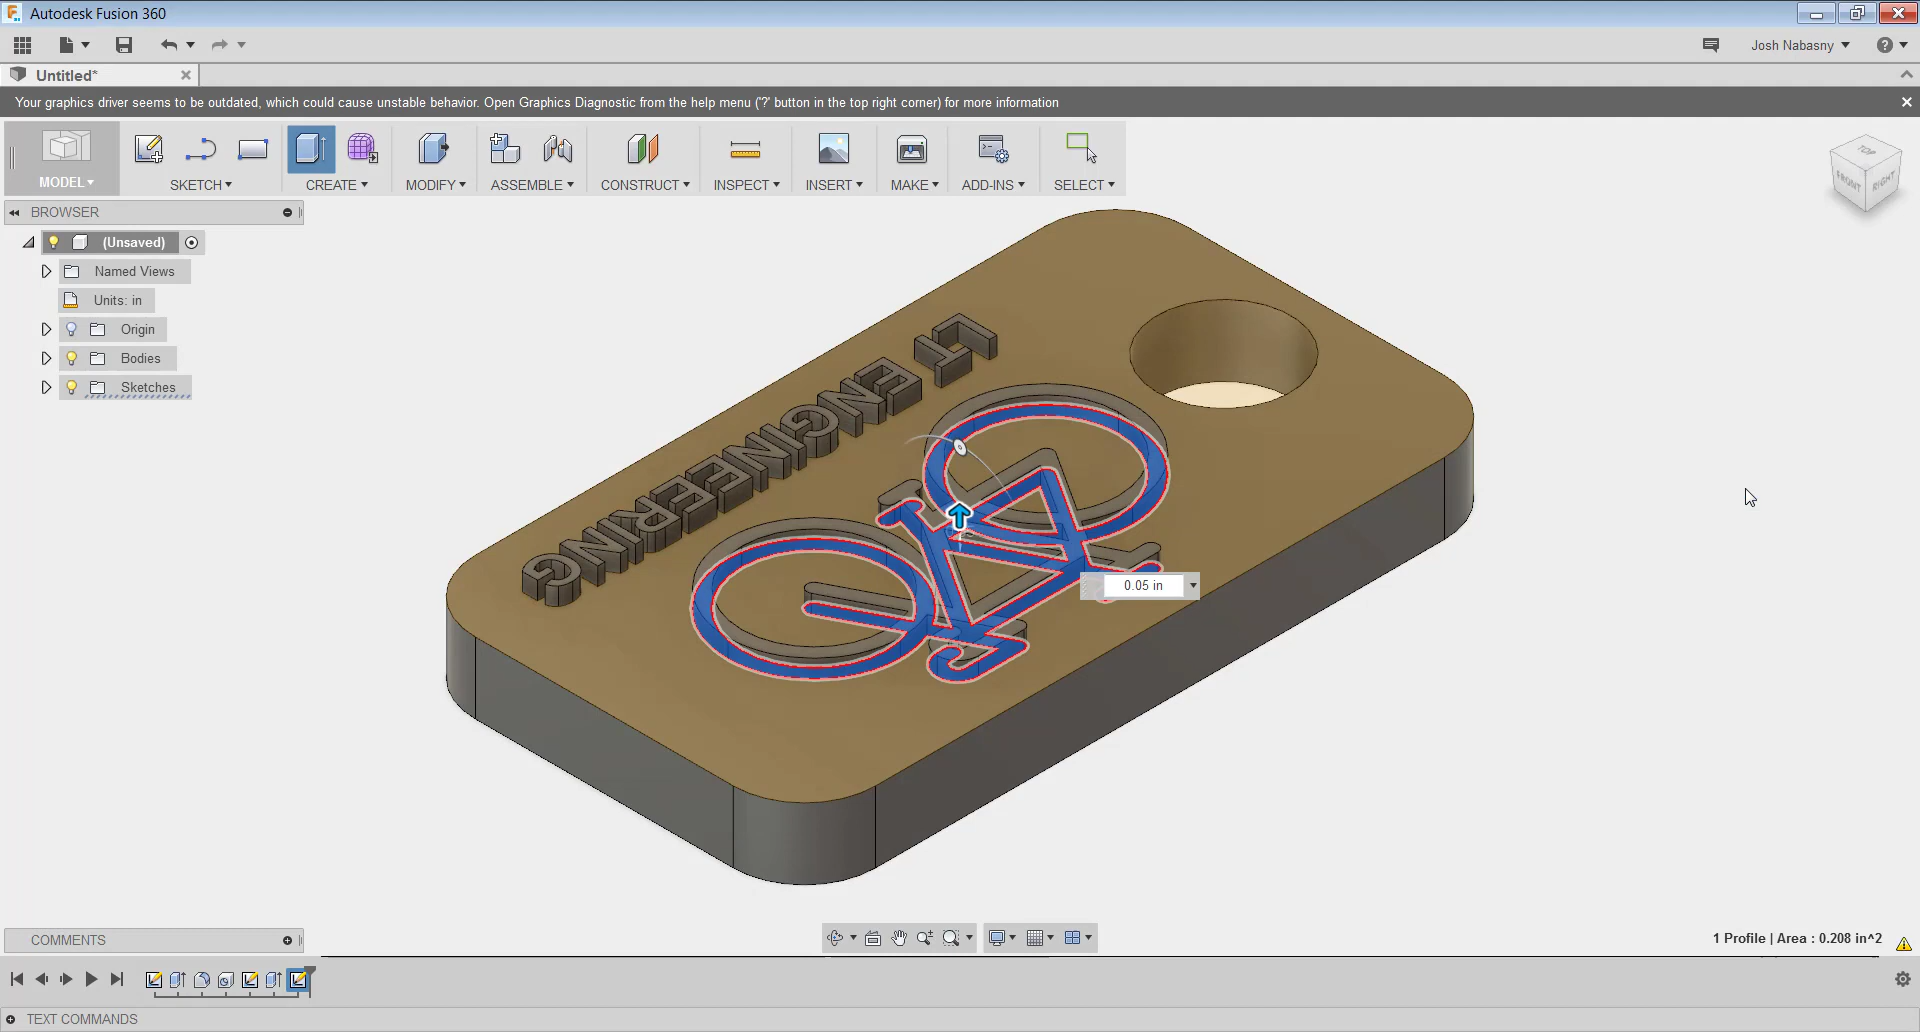 Autodesk Fusion 360
Josh Nabasny
Untitled*
Your graphics driver seems to be outdated, which could cause unstable behavior. Open Graphics Diagnostic from the help menu ('?' button in the top right corner) for more information
MODEL
SKETCH
CREATE
MODIFY
ASSEMBLE
CONSTRUCT
INSPECT
INSERT
MAKE
ADD-INS
SELECT
TOP
FRONT
RIGHT
BROWSER
(Unsaved)
Named Views
Units: in
Origin
Bodies
Sketches
LT ENGINEERING
0.05 in
COMMENTS
1 Profile | Area : 0.208 in^2
TEXT COMMANDS